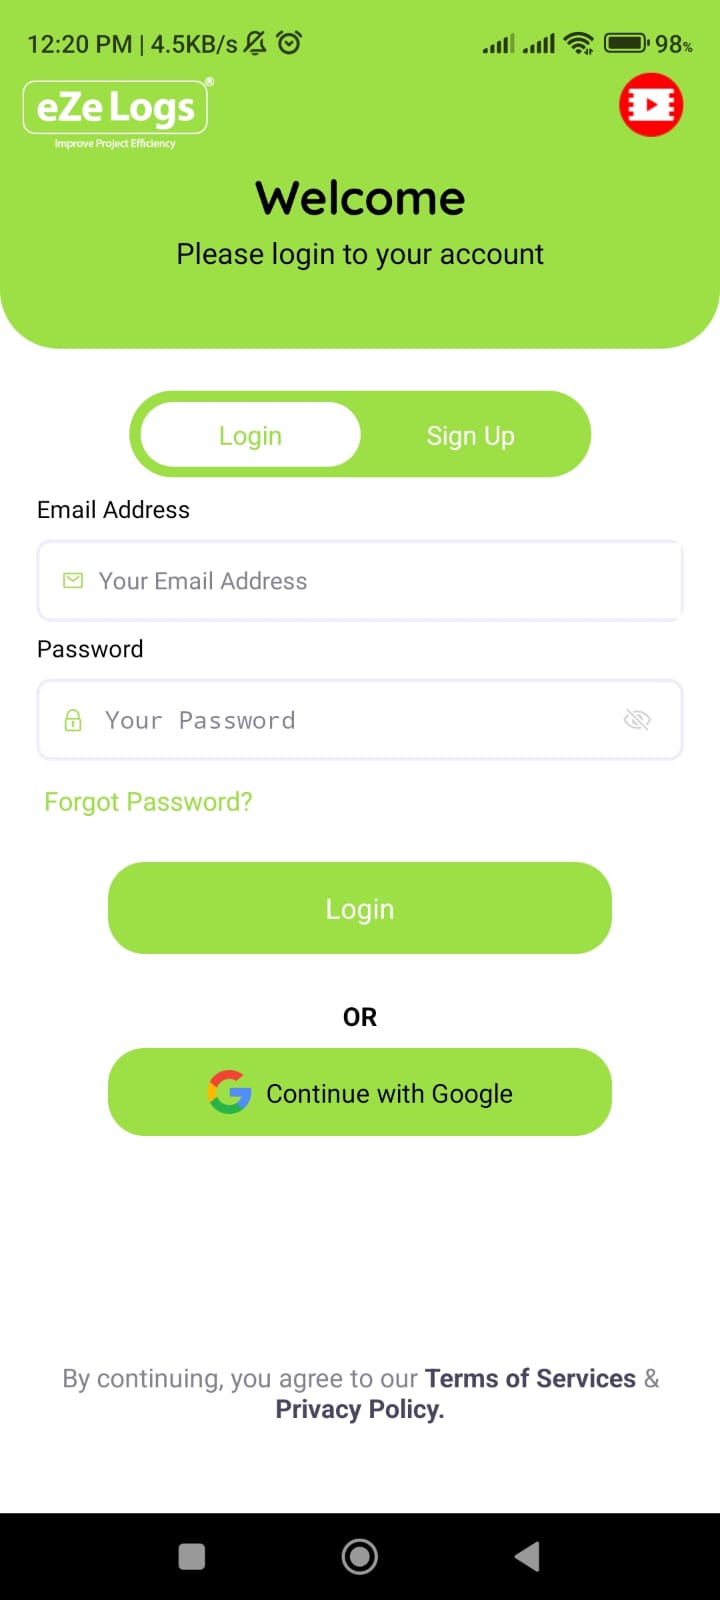 12:20 PM | 4.5KB/s 98%
eZe Logs®
Improve Project Efficiency
Welcome
Please login to your account
Login Sign Up
Email Address
Your Email Address
Password
Your Password
Forgot Password?
Login
OR
Continue with Google
By continuing, you agree to our Terms of Services &
Privacy Policy.